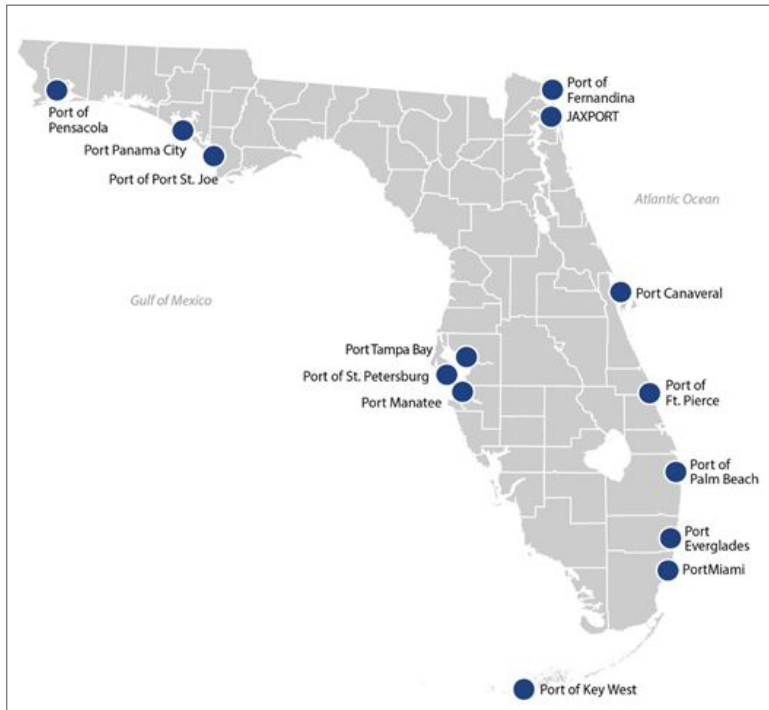 Port of
Fernandina
JAXPORT
Port of
Pensacola
Port Panama City
Port of Port St. Joe
Atlantic Ocean
Gulf of Mexico
Port Canaveral
Port Tampa Bay
Port of St. Petersburg
Port Manatee
Port of
Ft. Pierce
Port of
Palm Beach
Port
Everglades
PortMiami
Port of Key West